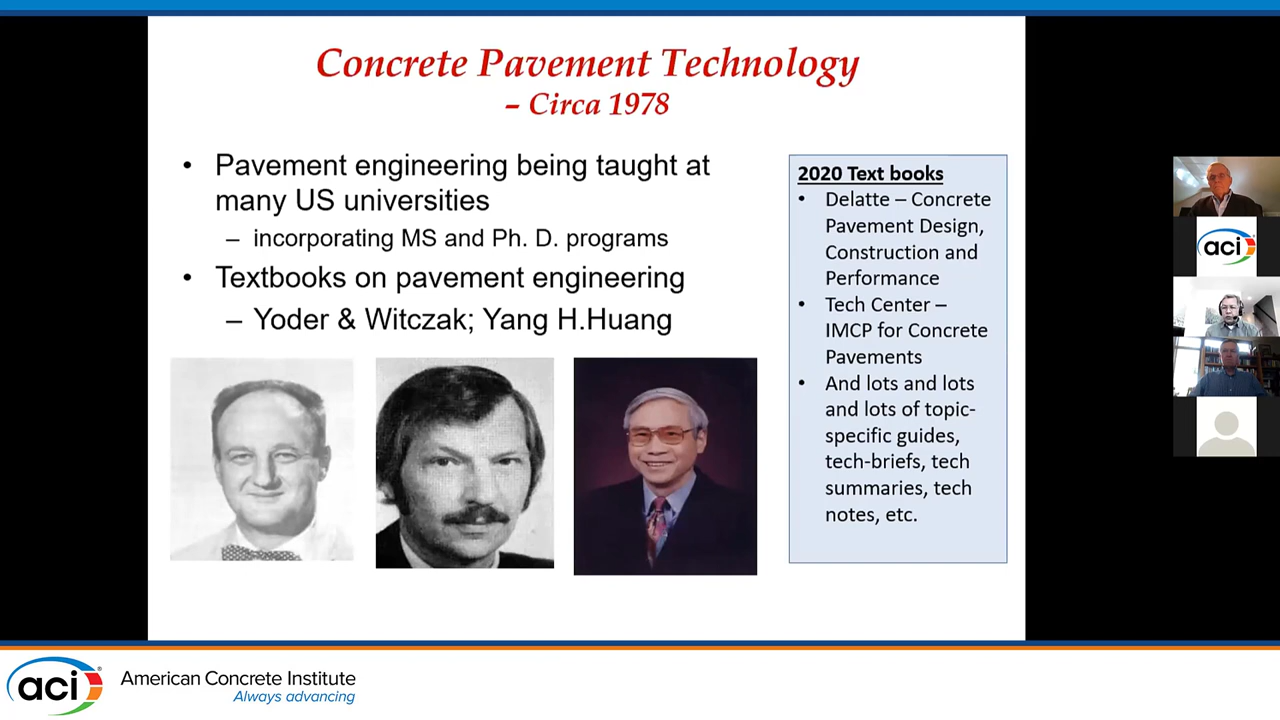 Concrete Pavement Technology
– Circa 1978
• Pavement engineering being taught at
many US universities
– incorporating MS and Ph. D. programs
• Textbooks on pavement engineering
– Yoder & Witczak; Yang H.Huang
2020 Text books
• Delatte – Concrete
Pavement Design,
Construction and
Performance
• Tech Center –
IMCP for Concrete
Pavements
• And lots and lots
and lots of topic-
specific guides,
tech-briefs, tech
summaries, tech
notes, etc.
aci
aci®
American Concrete Institute
Always advancing